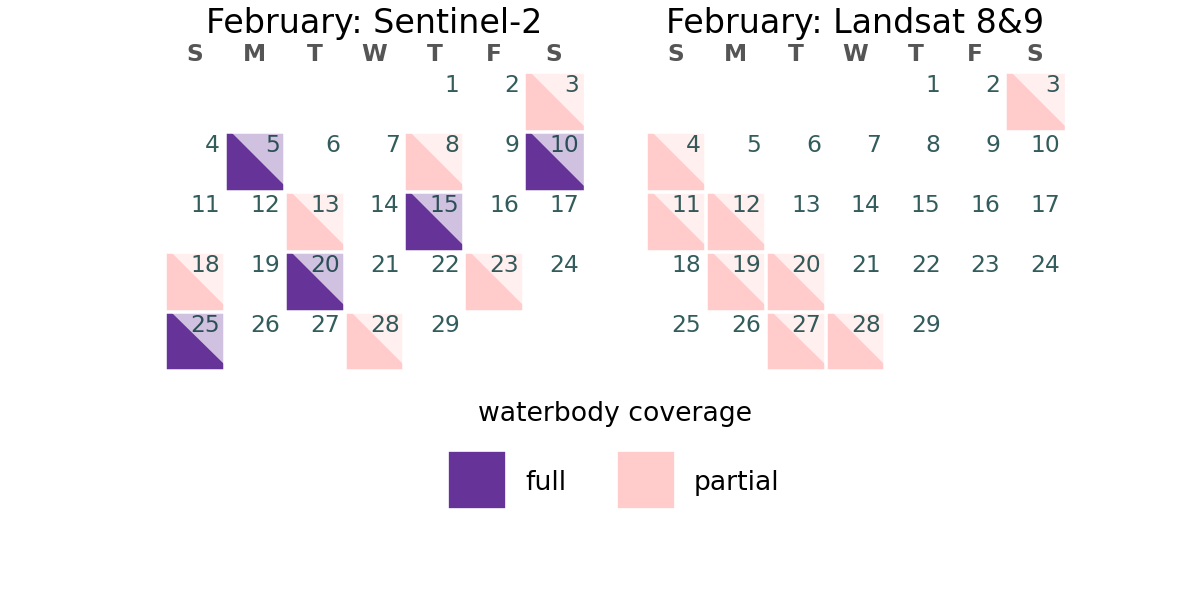 February: Sentinel-2
S M T W T F S
1 2 3
4 5 6 7 8 9 10
11 12 13 14 15 16 17
18 19 20 21 22 23 24
25 26 27 28 29
February: Landsat 8&9
S M T W T F S
1 2 3
4 5 6 7 8 9 10
11 12 13 14 15 16 17
18 19 20 21 22 23 24
25 26 27 28 29
waterbody coverage
full partial